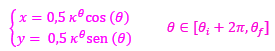 x = 0,5 κ^θ cos (θ)      θ ∈ [θ_i + 2π, θ_f]
y = 0,5 κ^θ sen (θ)